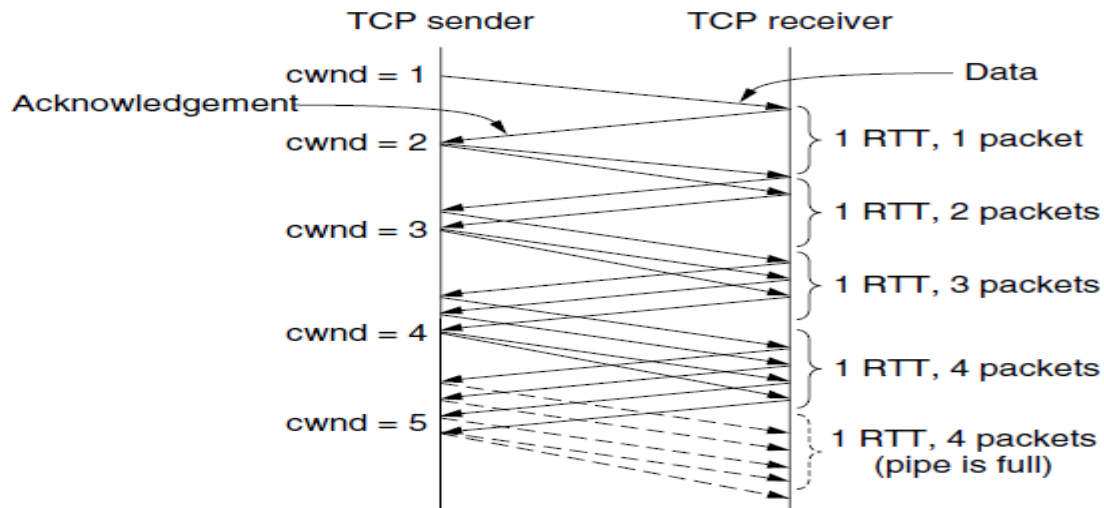 TCP sender
TCP receiver
cwnd = 1
Data
Acknowledgement
cwnd = 2
1 RTT, 1 packet
1 RTT, 2 packets
cwnd = 3
1 RTT, 3 packets
cwnd = 4
1 RTT, 4 packets
cwnd = 5
1 RTT, 4 packets
(pipe is full)